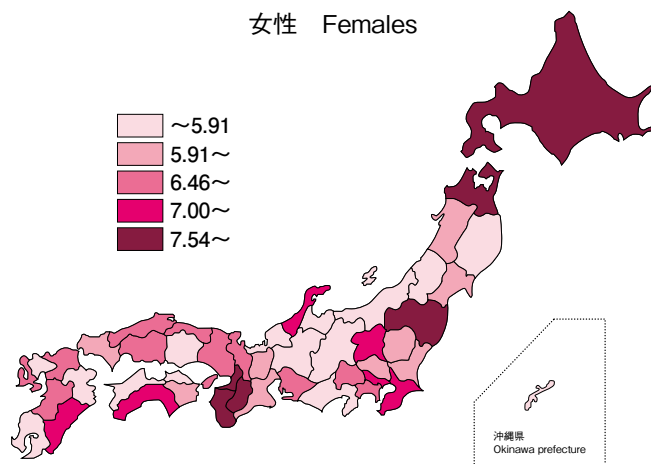 女性　Females
～5.91
5.91～
6.46～
7.00～
7.54～
沖縄県
Okinawa prefecture